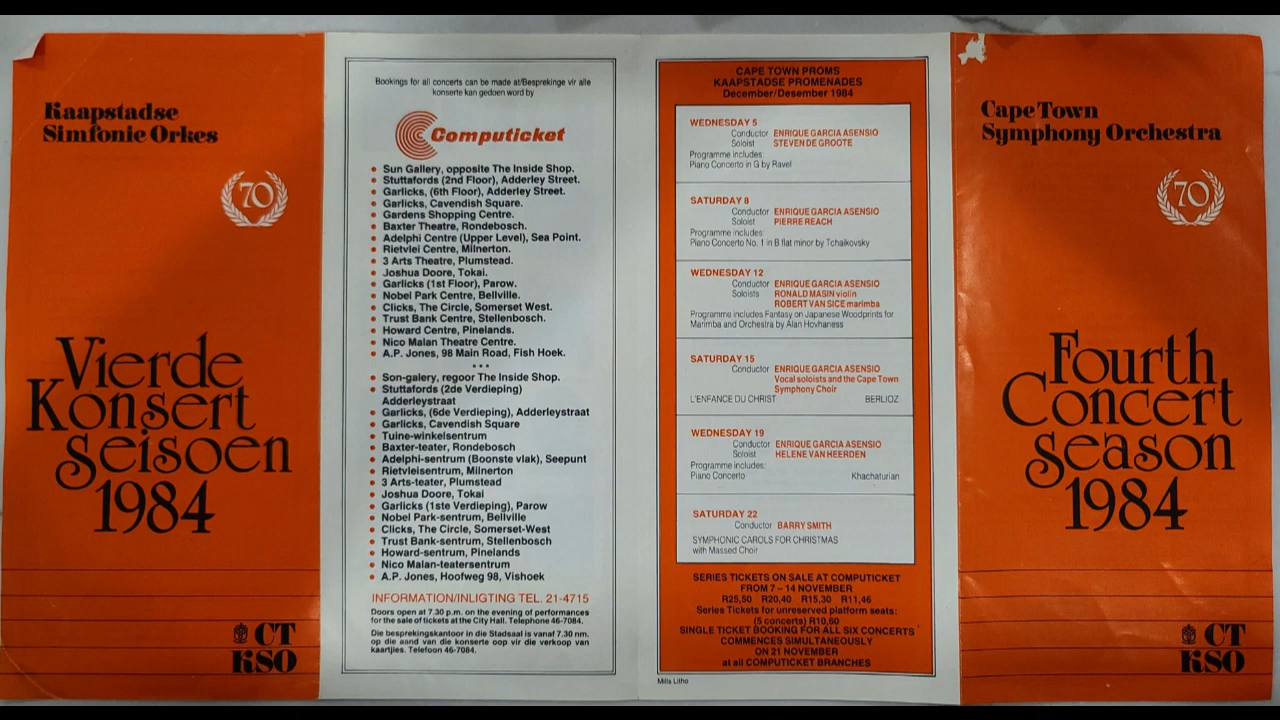 Kaapstadse
Simfonie Orkes
70
Vierde
Konsert
seisoen
1984
CT
KSO
Bookings for all concerts can be made at/Besprekinge vir alle
konserte kan gedoen word by
Computicket
• Sun Gallery, opposite The Inside Shop.
• Stuttafords (2nd Floor), Adderley Street.
• Garlicks, (6th Floor), Adderley Street.
• Garlicks, Cavendish Square.
• Gardens Shopping Centre.
• Baxter Theatre, Rondebosch.
• Adelphi Centre (Upper Level), Sea Point.
• Rietvlei Centre, Milnerton.
• 3 Arts Theatre, Plumstead.
• Joshua Doore, Tokai.
• Garlicks (1st Floor), Parow.
• Nobel Park Centre, Bellville.
• Clicks, The Circle, Somerset West.
• Trust Bank Centre, Stellenbosch.
• Howard Centre, Pinelands.
• Nico Malan Theatre Centre.
• A.P. Jones, 98 Main Road, Fish Hoek.
•••
• Son-galery, regoor The Inside Shop.
• Stuttafords (2de Verdieping)
Adderleystraat
• Garlicks, (6de Verdieping), Adderleystraat
• Garlicks, Cavendish Square
• Tuine-winkelsentrum
• Baxter-teater, Rondebosch
• Adelphi-sentrum (Boonste vlak), Seepunt
• Rietvleisentrum, Milnerton
• 3 Arts-teater, Plumstead
• Joshua Doore, Tokai
• Garlicks (1ste Verdieping), Parow
• Nobel Park-sentrum, Bellville
• Clicks, The Circle, Somerset-West
• Trust Bank-sentrum, Stellenbosch
• Howard-sentrum, Pinelands
• Nico Malan-teatersentrum
• A.P. Jones, Hoofweg 98, Vishoek
INFORMATION/INLIGTING TEL. 21-4715
Doors open at 7.30 p.m. on the evening of performances
for the sale of tickets at the City Hall. Telephone 46-7084.
Die besprekingskantoor in die Stadsaal is vanaf 7.30 nm.
op die aand van die konserte oop vir die verkoop van
kaartjies. Telefoon 46-7084.
CAPE TOWN PROMS
KAAPSTADSE PROMENADES
December/Desember 1984
WEDNESDAY 5
Conductor ENRIQUE GARCIA ASENSIO
Soloist STEVEN DE GROOTE
Programme includes:
Piano Concerto in G by Ravel
SATURDAY 8
Conductor ENRIQUE GARCIA ASENSIO
Soloist PIERRE REACH
Programme includes:
Piano Concerto No. 1 in B flat minor by Tchaikovsky
WEDNESDAY 12
Conductor ENRIQUE GARCIA ASENSIO
Soloists RONALD MASIN violin
ROBERT VAN SICE marimba
Programme includes Fantasy on Japanese Woodprints for
Marimba and Orchestra by Alan Hovhaness
SATURDAY 15
Conductor ENRIQUE GARCIA ASENSIO
Vocal soloists and the Cape Town
Symphony Choir
L'ENFANCE DU CHRIST BERLIOZ
WEDNESDAY 19
Conductor ENRIQUE GARCIA ASENSIO
Soloist HELENE VAN HEERDEN
Programme includes:
Piano Concerto Khachaturian
SATURDAY 22
Conductor BARRY SMITH
SYMPHONIC CAROLS FOR CHRISTMAS
with Massed Choir
SERIES TICKETS ON SALE AT COMPUTICKET
FROM 7 – 14 NOVEMBER
R25,50 R20,40 R15,30 R11,46
Series Tickets for unreserved platform seats:
(5 concerts) R10,60
SINGLE TICKET BOOKING FOR ALL SIX CONCERTS
COMMENCES SIMULTANEOUSLY
ON 21 NOVEMBER
at all COMPUTICKET BRANCHES
Mills Litho
Cape Town
Symphony Orchestra
70
Fourth
Concert
season
1984
CT
KSO